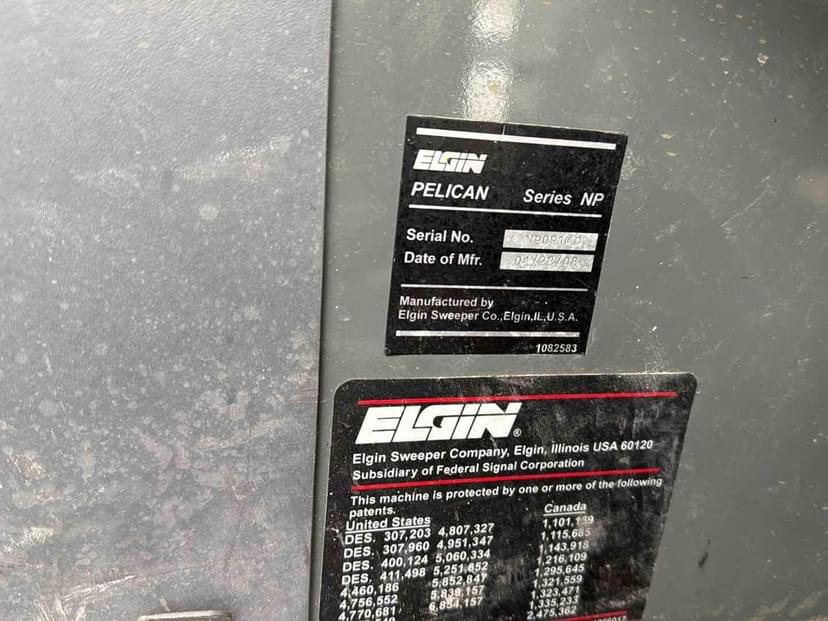 ELGIN
PELICAN Series NP
Serial No.
Date of Mfr. 04/28/08
Manufactured by
Elgin Sweeper Co.,Elgin,IL,U.S.A.
1082583
ELGIN®
Elgin Sweeper Company, Elgin, Illinois USA 60120
Subsidiary of Federal Signal Corporation
This machine is protected by one or more of the following
patents.
United States Canada
DES. 307,203 4,807,327 1,101,159
DES. 307,960 4,951,347 1,115,685
DES. 400,124 5,060,334 1,143,918
DES. 411,498 5,251,652 1,216,109
4,460,186 5,852,847 1,295,645
4,756,552 5,839,157 1,321,559
4,770,681 6,854,157 1,323,471
1,335,233
2,475,362